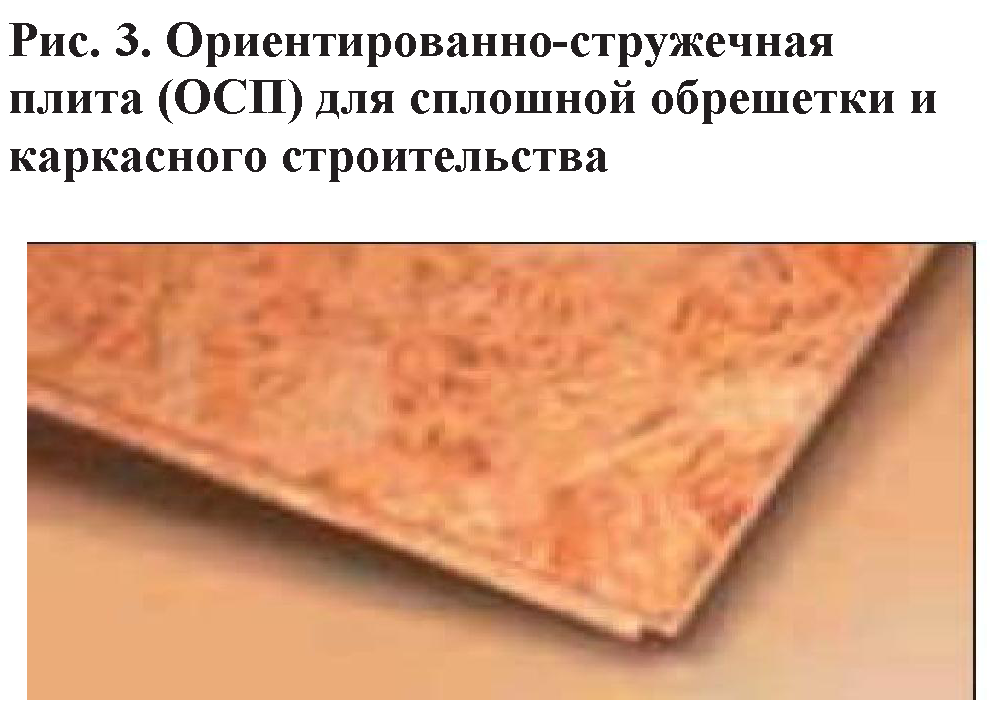 Рис. 3. Ориентированно-стружечная
плита (ОСП) для сплошной обрешетки и
каркасного строительства